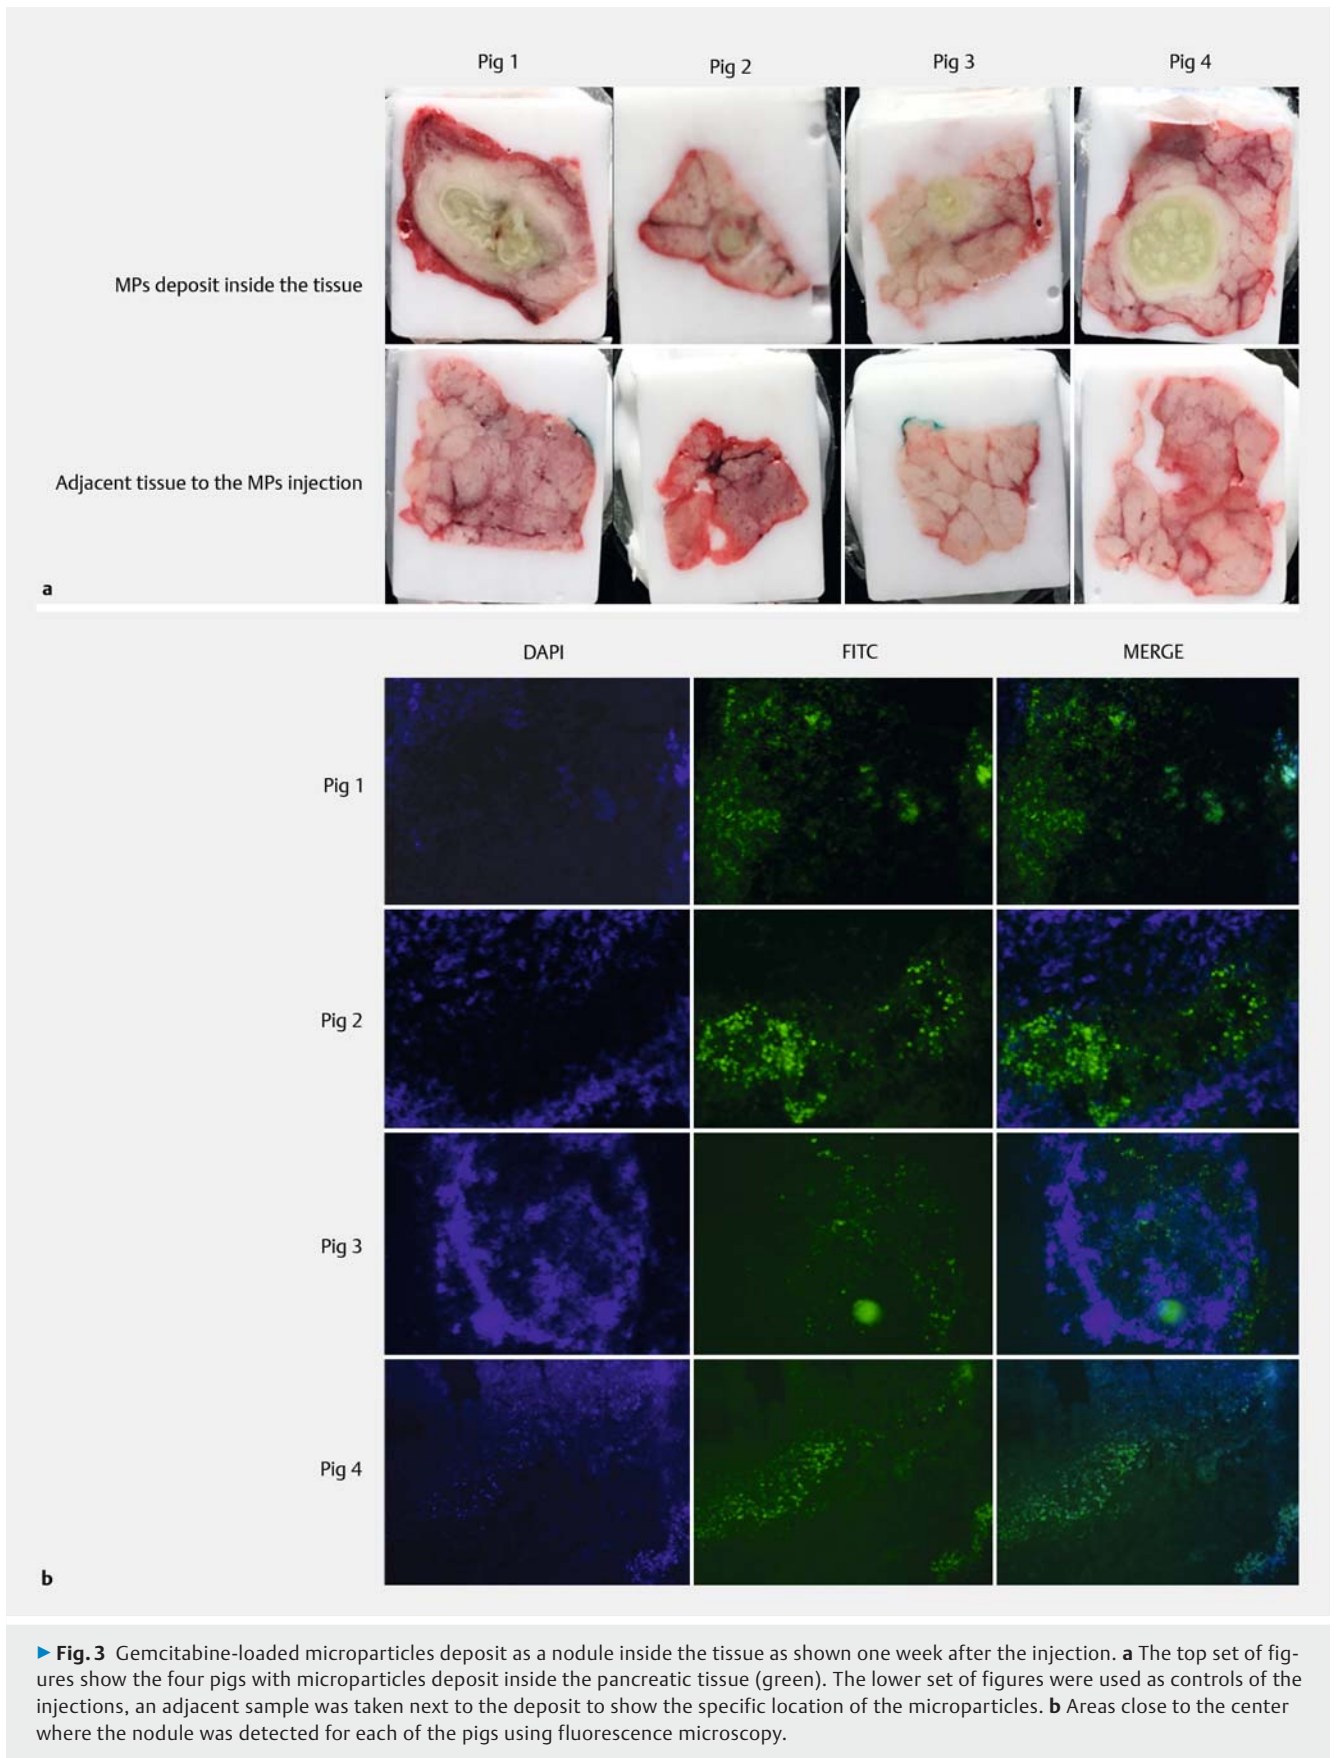 Pig 1
Pig 2
Pig 3
Pig 4
MPs deposit inside the tissue
Adjacent tissue to the MPs injection
a
DAPI
FITC
MERGE
Pig 1
Pig 2
Pig 3
Pig 4
b
▶ Fig. 3 Gemcitabine-loaded microparticles deposit as a nodule inside the tissue as shown one week after the injection. a The top set of fig-
ures show the four pigs with microparticles deposit inside the pancreatic tissue (green). The lower set of figures were used as controls of the
injections, an adjacent sample was taken next to the deposit to show the specific location of the microparticles. b Areas close to the center
where the nodule was detected for each of the pigs using fluorescence microscopy.